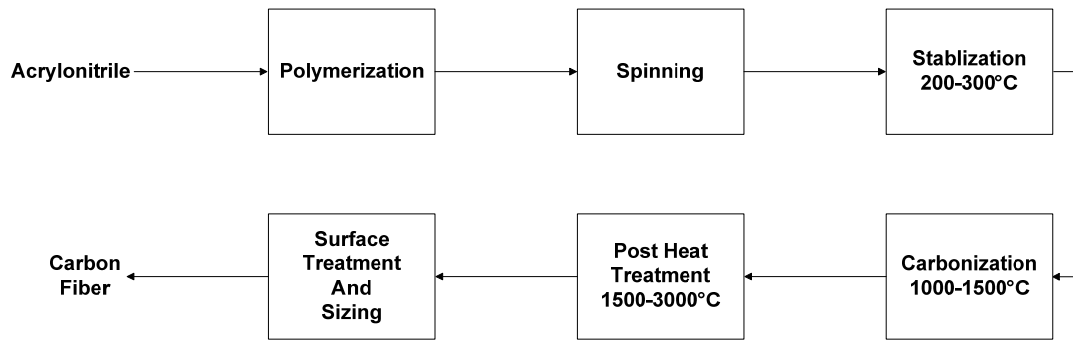 Acrylonitrile
Polymerization
Spinning
Stablization
200-300°C
Carbonization
1000-1500°C
Post Heat
Treatment
1500-3000°C
Surface
Treatment
And
Sizing
Carbon
Fiber